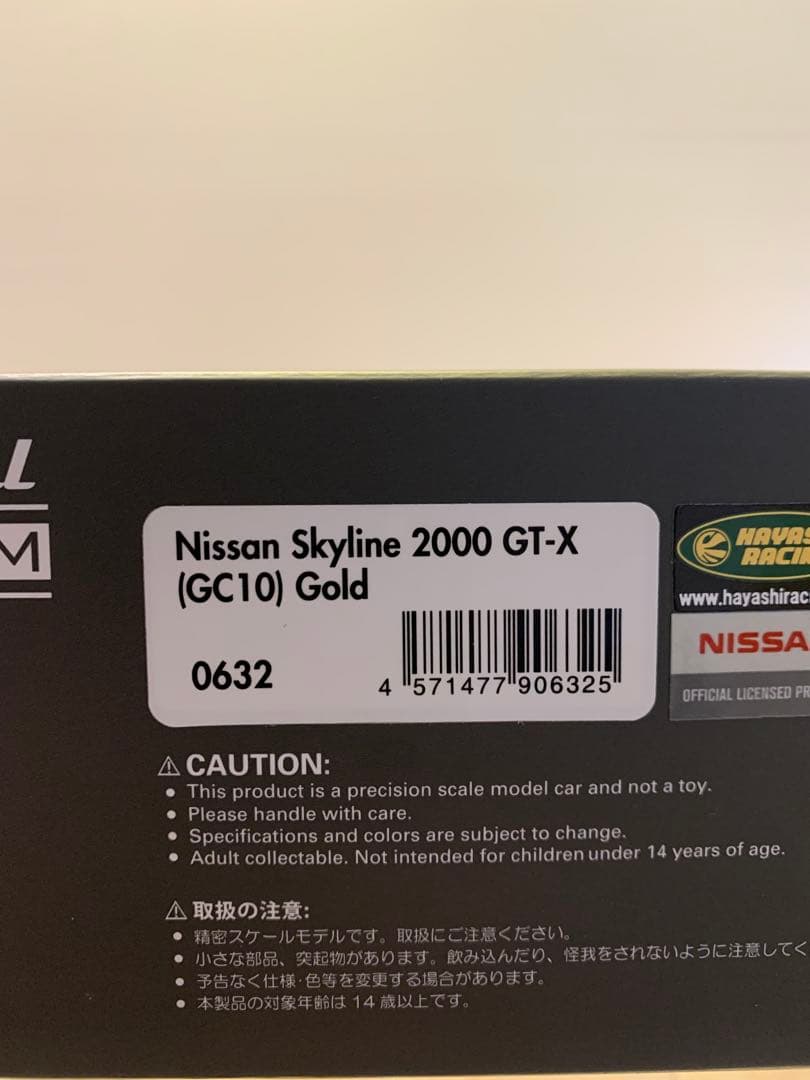 M
Nissan Skyline 2000 GT-X
(GC10) Gold
0632
4 571477 906325
HAYAS
RACIN
www.hayashirac
NISSA
OFFICIAL LICENSED PR
⚠ CAUTION:
• This product is a precision scale model car and not a toy.
• Please handle with care.
• Specifications and colors are subject to change.
• Adult collectable. Not intended for children under 14 years of age.
⚠ 取扱の注意:
• 精密スケールモデルです。取扱にご注意ください。
• 小さな部品、突起物があります。飲み込んだり、怪我をされないように注意してく
• 予告なく仕様・色等を変更する場合があります。
• 本製品の対象年齢は 14 歳以上です。